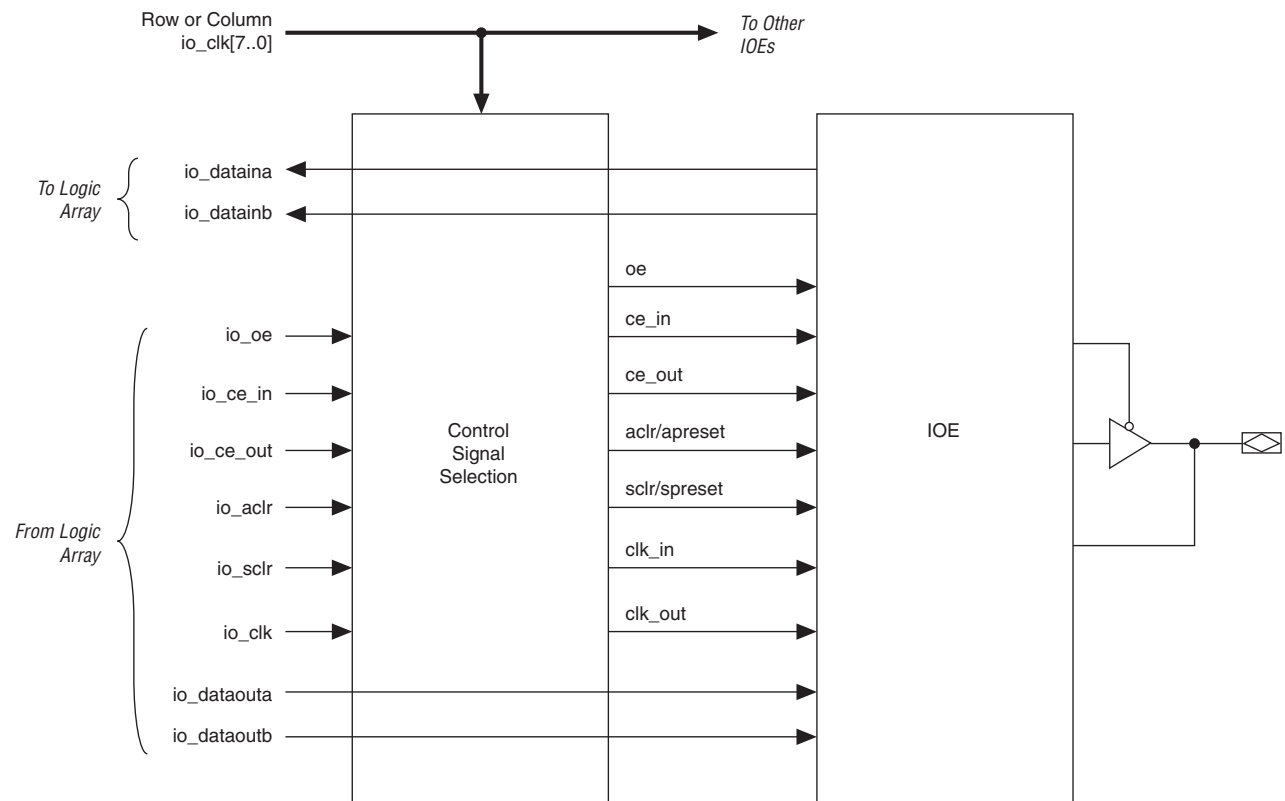 Row or Column
io_clk[7..0]
To Other
IOEs
To Logic
Array
io_dataina
io_datainb
oe
ce_in
ce_out
aclr/apreset
sclr/spreset
clk_in
clk_out
From Logic
Array
io_oe
io_ce_in
io_ce_out
io_aclr
io_sclr
io_clk
io_dataouta
io_dataoutb
Control
Signal
Selection
IOE